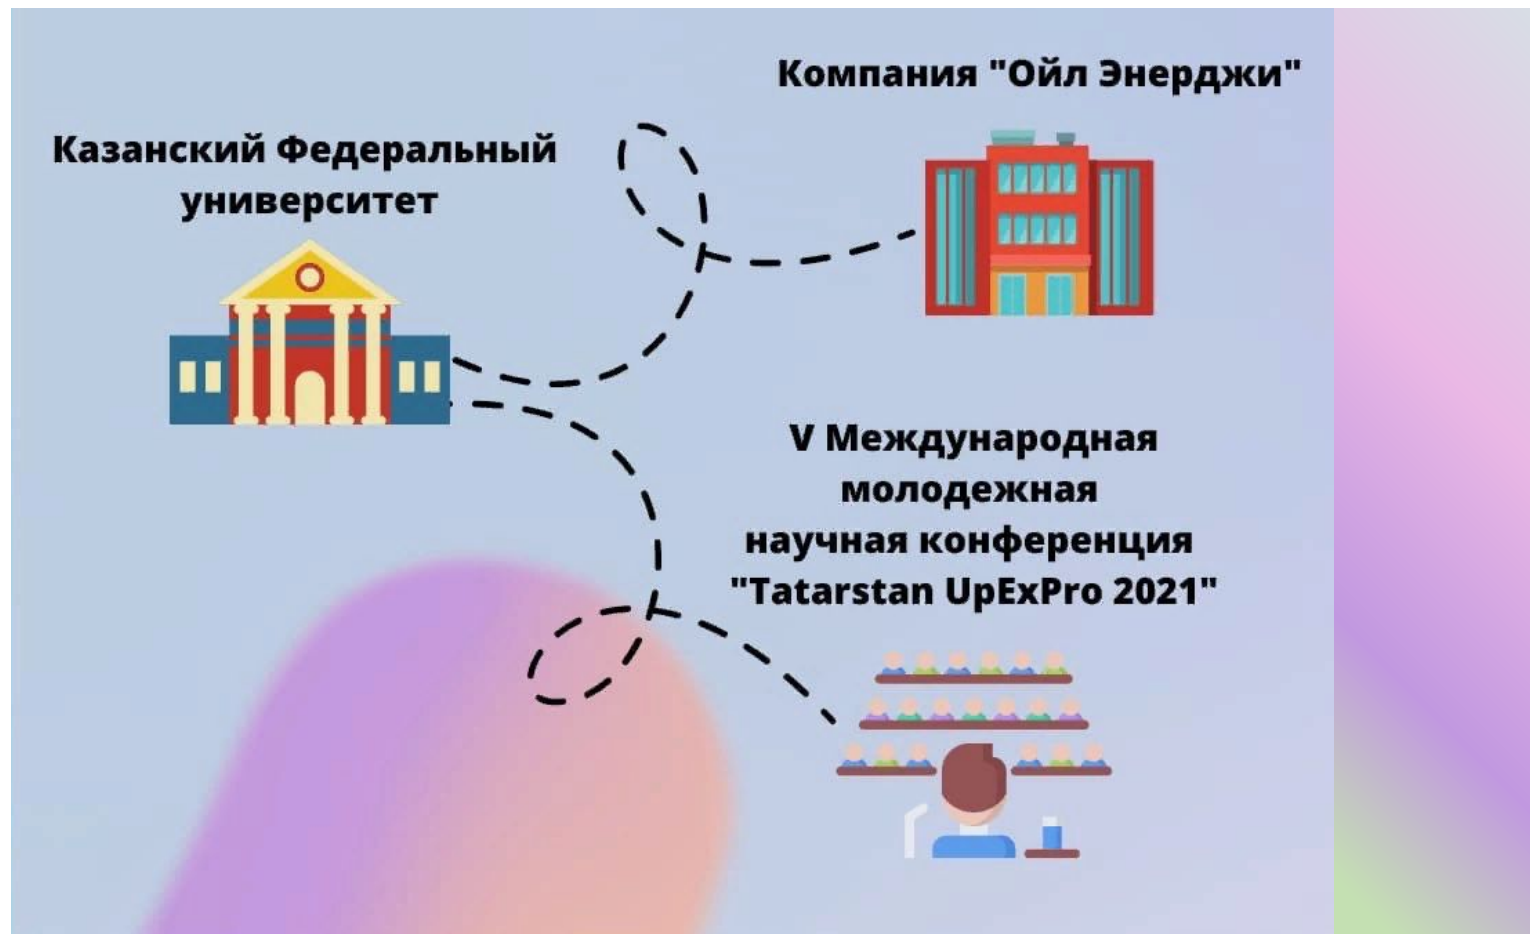 Казанский Федеральный
университет
Компания "Ойл Энерджи"
V Международная
молодежная
научная конференция
"Tatarstan UpExPro 2021"